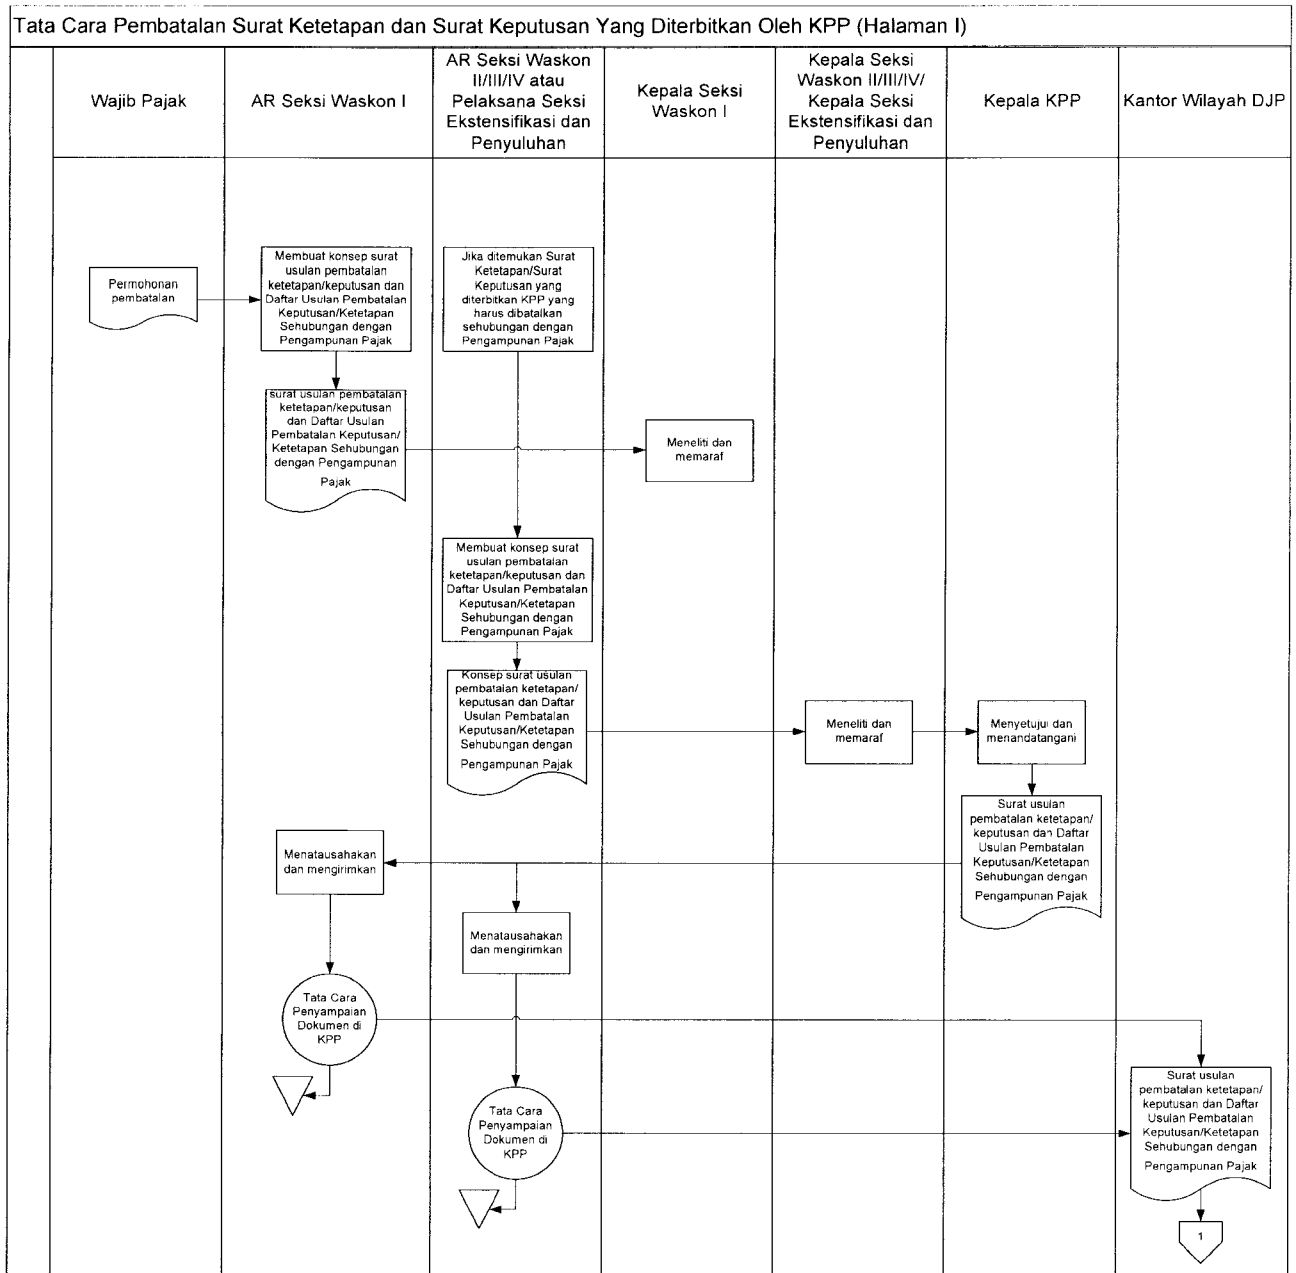 Tata Cara Pembatalan Surat Ketetapan dan Surat Keputusan Yang Diterbitkan Oleh KPP (Halaman I)
Wajib Pajak
AR Seksi Waskon I
AR Seksi Waskon
II/III/IV atau
Pelaksana Seksi
Ekstensifikasi dan
Penyuluhan
Kepala Seksi
Waskon I
Kepala Seksi
Waskon II/III/IV/
Kepala Seksi
Ekstensifikasi dan
Penyuluhan
Kepala KPP
Kantor Wilayah DJP
Permohonan
pembatalan
Membuat konsep surat
usulan pembatalan
ketetapan/keputusan dan
Daftar Usulan Pembatalan
Keputusan/Ketetapan
Sehubungan dengan
Pengampunan Pajak
Jika ditemukan Surat
Ketetapan/Surat
Keputusan yang
diterbitkan KPP yang
harus dibatalkan
sehubungan dengan
Pengampunan Pajak
surat usulan pembatalan
ketetapan/keputusan
dan Daftar Usulan
Pembatalan Keputusan/
Ketetapan Sehubungan
dengan Pengampunan
Pajak
Meneliti dan
memaraf
Membuat konsep surat
usulan pembatalan
ketetapan/keputusan dan
Daftar Usulan Pembatalan
Keputusan/Ketetapan
Sehubungan dengan
Pengampunan Pajak
Konsep surat usulan
pembatalan ketetapan/
keputusan dan Daftar
Usulan Pembatalan
Keputusan/Ketetapan
Sehubungan dengan
Pengampunan Pajak
Meneliti dan
memaraf
Menyetujui dan
menandatangani
Surat usulan
pembatalan ketetapan/
keputusan dan Daftar
Usulan Pembatalan
Keputusan/Ketetapan
Sehubungan dengan
Pengampunan Pajak
Menatausahakan
dan mengirimkan
Menatausahakan
dan mengirimkan
Tata Cara
Penyampaian
Dokumen di
KPP
Tata Cara
Penyampaian
Dokumen di
KPP
Surat usulan
pembatalan ketetapan/
keputusan dan Daftar
Usulan Pembatalan
Keputusan/Ketetapan
Sehubungan dengan
Pengampunan Pajak
1